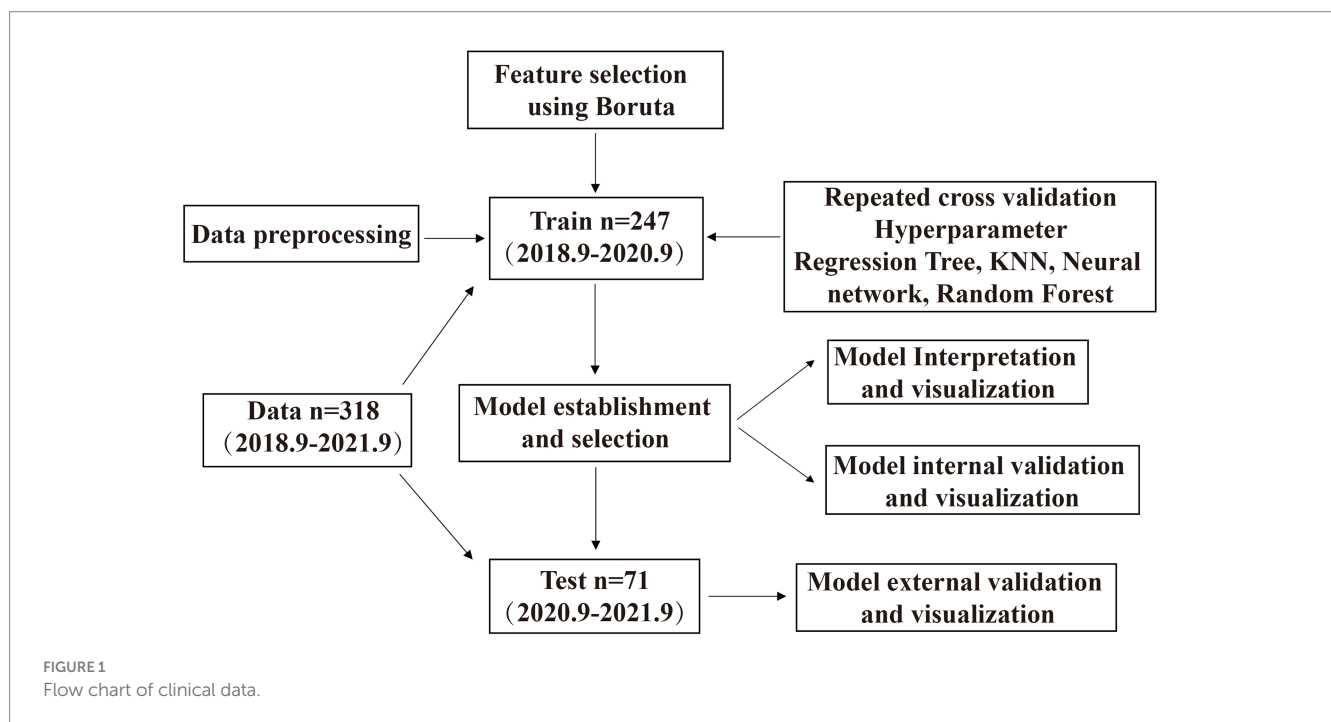 Feature selection
using Boruta
Data preprocessing
Train n=247
（2018.9-2020.9）
Repeated cross validation
Hyperparameter
Regression Tree, KNN, Neural
network, Random Forest
Data n=318
（2018.9-2021.9）
Model establishment
and selection
Model Interpretation
and visualization
Model internal validation
and visualization
Test n=71
（2020.9-2021.9）
Model external validation
and visualization
FIGURE 1
Flow chart of clinical data.